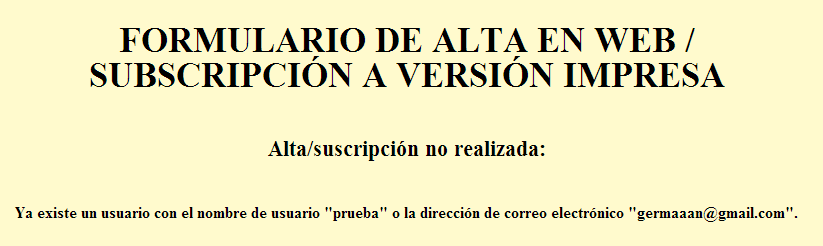 FORMULARIO DE ALTA EN WEB /
SUBSCRIPCIÓN A VERSIÓN IMPRESA
Alta/suscripción no realizada:
Ya existe un usuario con el nombre de usuario "prueba" o la dirección de correo electrónico "germaaan@gmail.com".